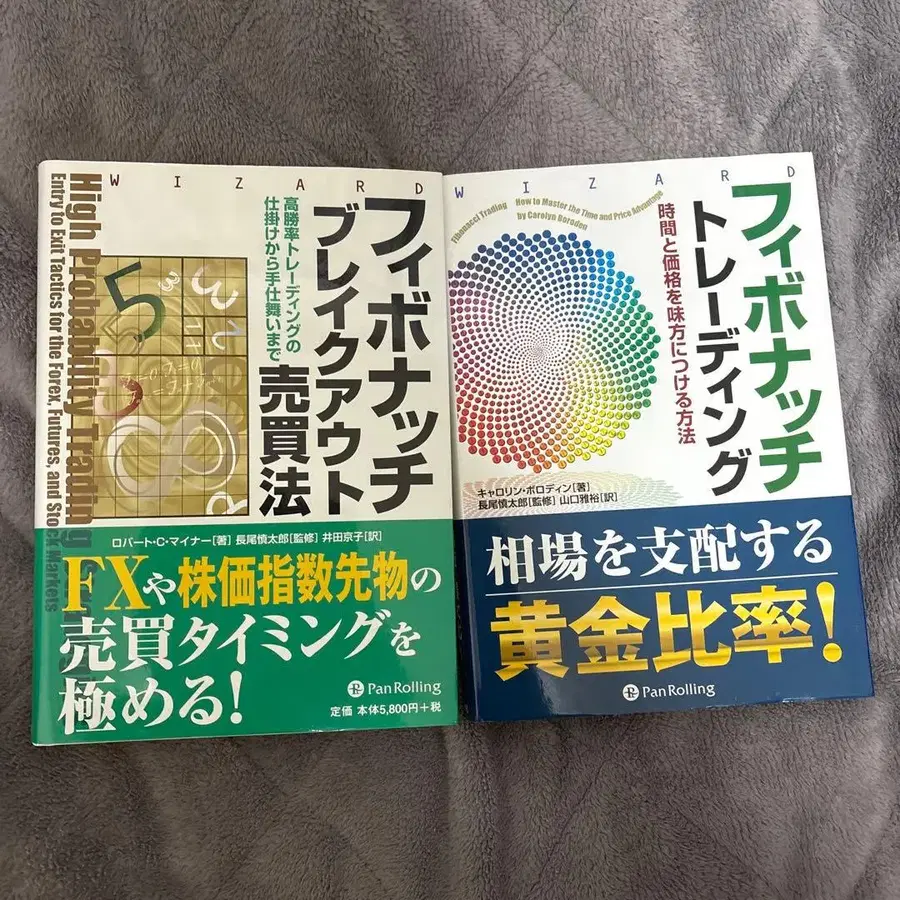 WIZARD
フィボナッチ
ブレイクアウト
売買法
高勝率トレーディングの
仕掛けから手仕舞いまで
High Probability Trading
Entry to Exit Tactics for the Forex, Futures, and Stock Markets
5
8
ロバート・C・マイナー[著] 長尾慎太郎[監修] 井田京子[訳]
FXや株価指数先物の
売買タイミングを
極める!
PanRolling
定価 本体5,800円+税
WIZARD
Fibonacci Trading
How to Master the Time and Price Advantage
by Carolyn Boroden
フィボナッチ
トレーディング
時間と価格を味方につける方法
キャロリン・ボロディン[著]
長尾慎太郎[監修] 山口雅裕[訳]
相場を支配する
黄金比率!
PanRolling